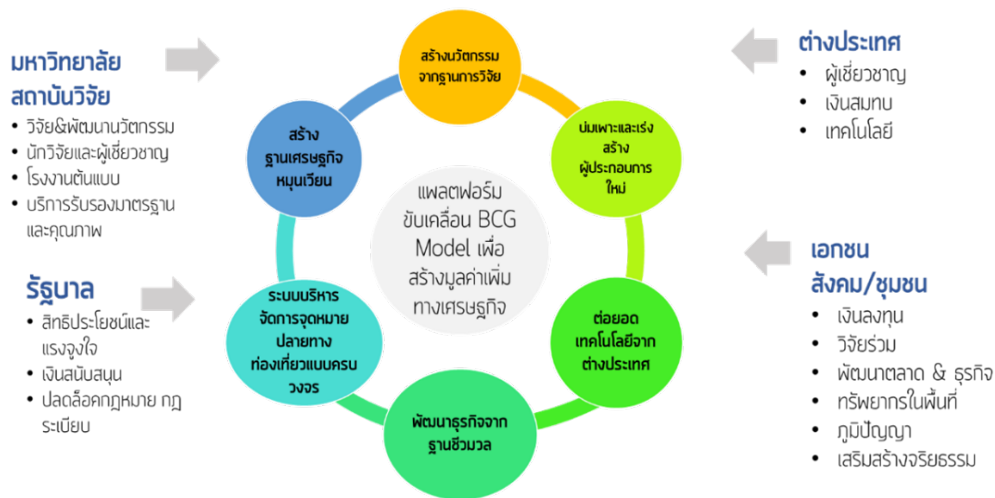 มหาวิทยาลัย
สถาบันวิจัย
• วิจัย&พัฒนานวัตกรรม
• นักวิจัยและผู้เชี่ยวชาญ
• โรงงานต้นแบบ
• บริการรับรองมาตรฐาน
และคุณภาพ
รัฐบาล
• สิทธิประโยชน์และ
แรงจูงใจ
• เงินสนับสนุน
• ปลดล็อคกฎหมาย กฎ
ระเบียบ
สร้างนวัตกรรม
จากฐานการวิจัย
บ่มเพาะและเร่ง
สร้าง
ผู้ประกอบการ
ใหม่
ต่อยอด
เทคโนโลยีจาก
ต่างประเทศ
พัฒนาธุรกิจจาก
ฐานชีวมวล
ระบบบริหาร
จัดการจุดหมาย
ปลายทาง
ท่องเที่ยวแบบครบ
วงจร
สร้าง
ฐานเศรษฐกิจ
หมุนเวียน
แพลตฟอร์ม
ขับเคลื่อน BCG
Model เพื่อ
สร้างมูลค่าเพิ่ม
ทางเศรษฐกิจ
ต่างประเทศ
• ผู้เชี่ยวชาญ
• เงินสมทบ
• เทคโนโลยี
เอกชน
สังคม/ชุมชน
• เงินลงทุน
• วิจัยร่วม
• พัฒนาตลาด & ธุรกิจ
• ทรัพยากรในพื้นที่
• ภูมิปัญญา
• เสริมสร้างจริยธรรม